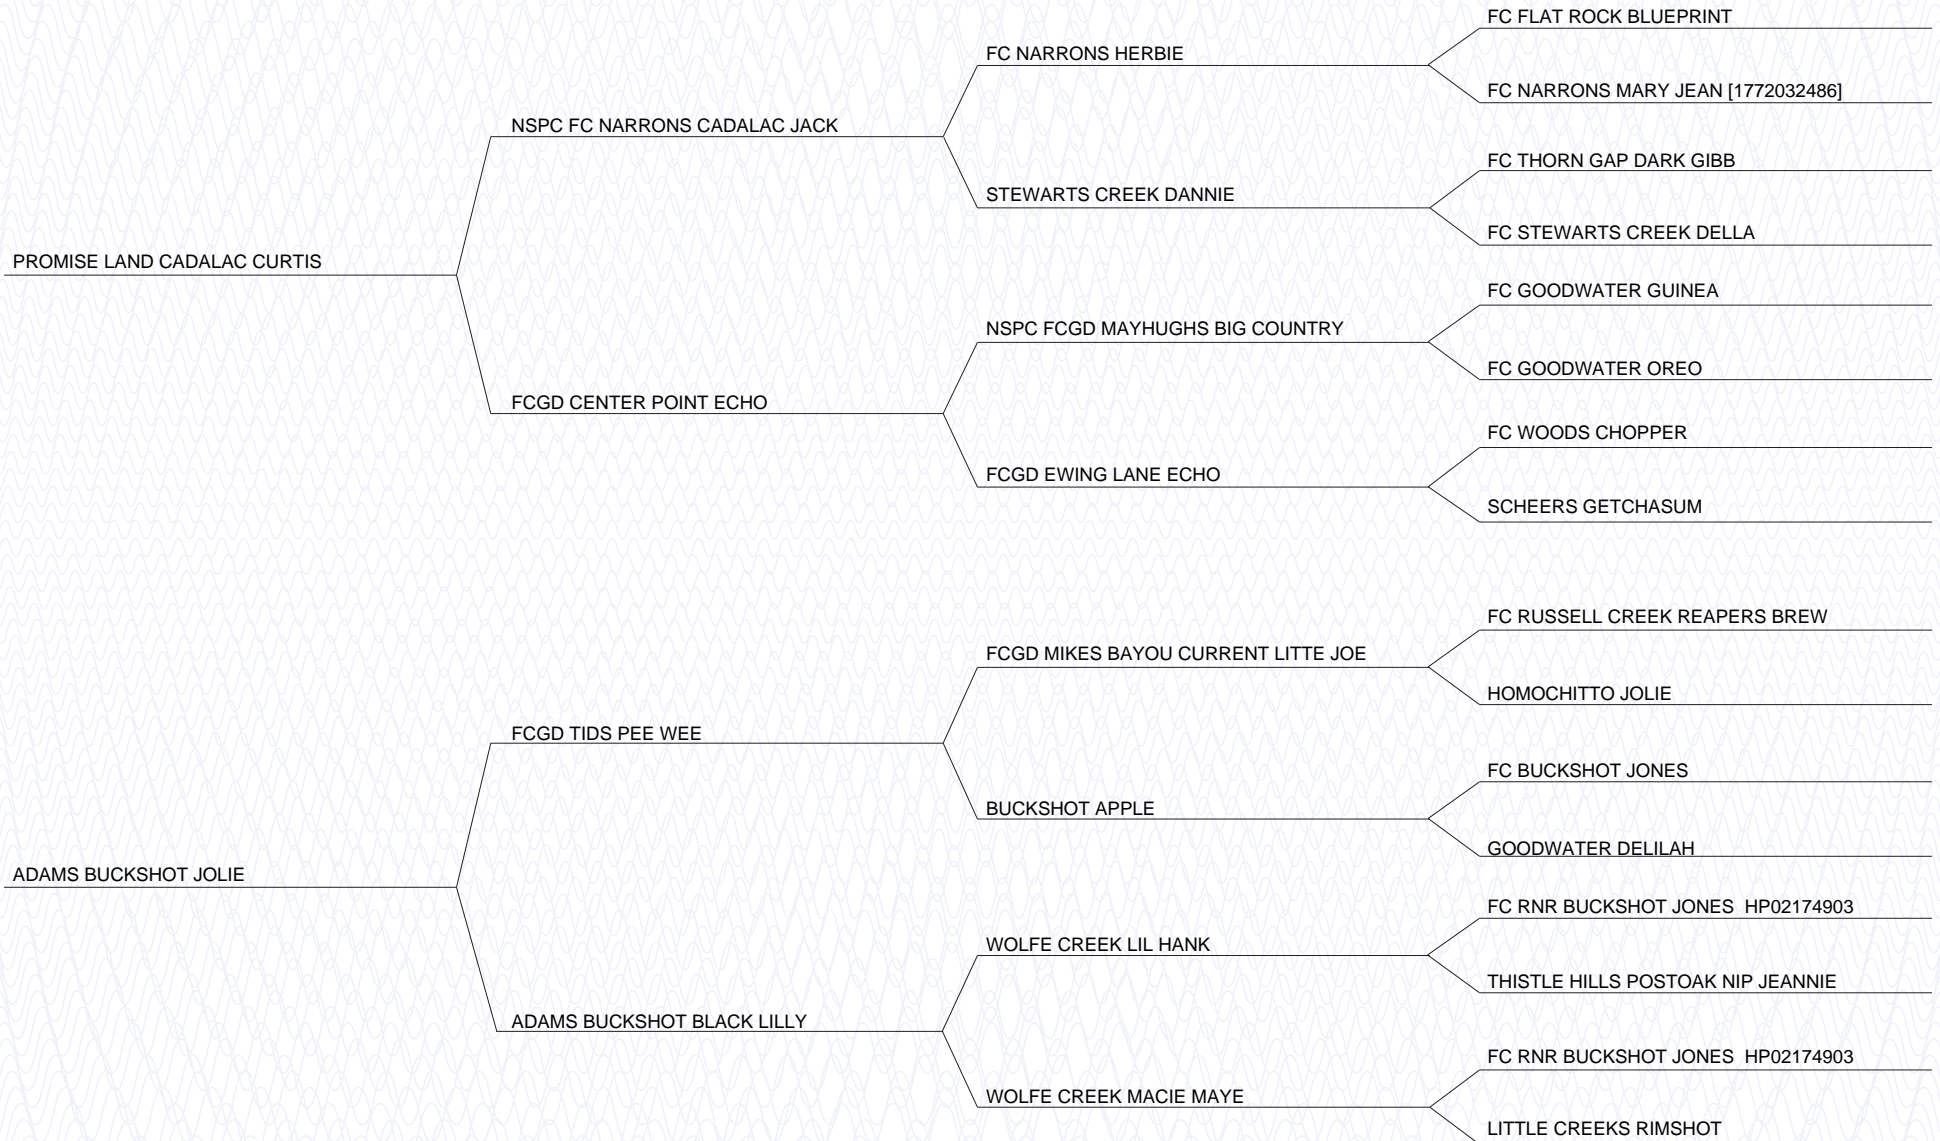 FC FLAT ROCK BLUEPRINT
FC NARRONS HERBIE
FC NARRONS MARY JEAN [1772032486]
NSPC FC NARRONS CADALAC JACK
FC THORN GAP DARK GIBB
STEWARTS CREEK DANNIE
FC STEWARTS CREEK DELLA
PROMISE LAND CADALAC CURTIS
FC GOODWATER GUINEA
NSPC FCGD MAYHUGHS BIG COUNTRY
FC GOODWATER OREO
FCGD CENTER POINT ECHO
FC WOODS CHOPPER
FCGD EWING LANE ECHO
SCHEERS GETCHASUM
FC RUSSELL CREEK REAPERS BREW
FCGD MIKES BAYOU CURRENT LITTE JOE
HOMOCHITTO JOLIE
FCGD TIDS PEE WEE
FC BUCKSHOT JONES
BUCKSHOT APPLE
GOODWATER DELILAH
ADAMS BUCKSHOT JOLIE
FC RNR BUCKSHOT JONES  HP02174903
WOLFE CREEK LIL HANK
THISTLE HILLS POSTOAK NIP JEANNIE
ADAMS BUCKSHOT BLACK LILLY
FC RNR BUCKSHOT JONES  HP02174903
WOLFE CREEK MACIE MAYE
LITTLE CREEKS RIMSHOT